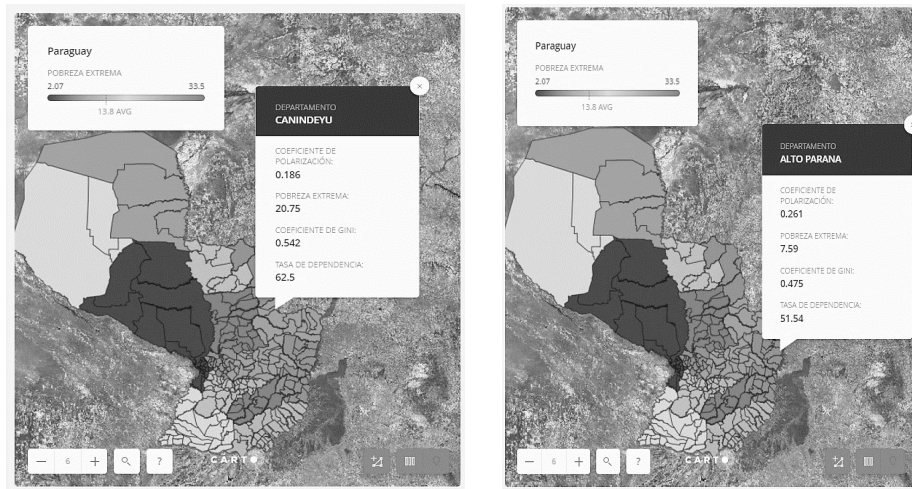 Paraguay
POBREZA EXTREMA
2.07 33.5
13.8 AVG
DEPARTAMENTO
CANINDEYU
COEFICIENTE DE
POLARIZACIÓN:
0.186
POBREZA EXTREMA:
20.75
COEFICIENTE DE GINI:
0.542
TASA DE DEPENDENCIA:
62.5
6
?
CARTO
Paraguay
POBREZA EXTREMA
2.07 33.5
13.8 AVG
DEPARTAMENTO
ALTO PARANA
COEFICIENTE DE
POLARIZACIÓN:
0.261
POBREZA EXTREMA:
7.59
COEFICIENTE DE GINI:
0.475
TASA DE DEPENDENCIA:
51.54
6
?
CARTO